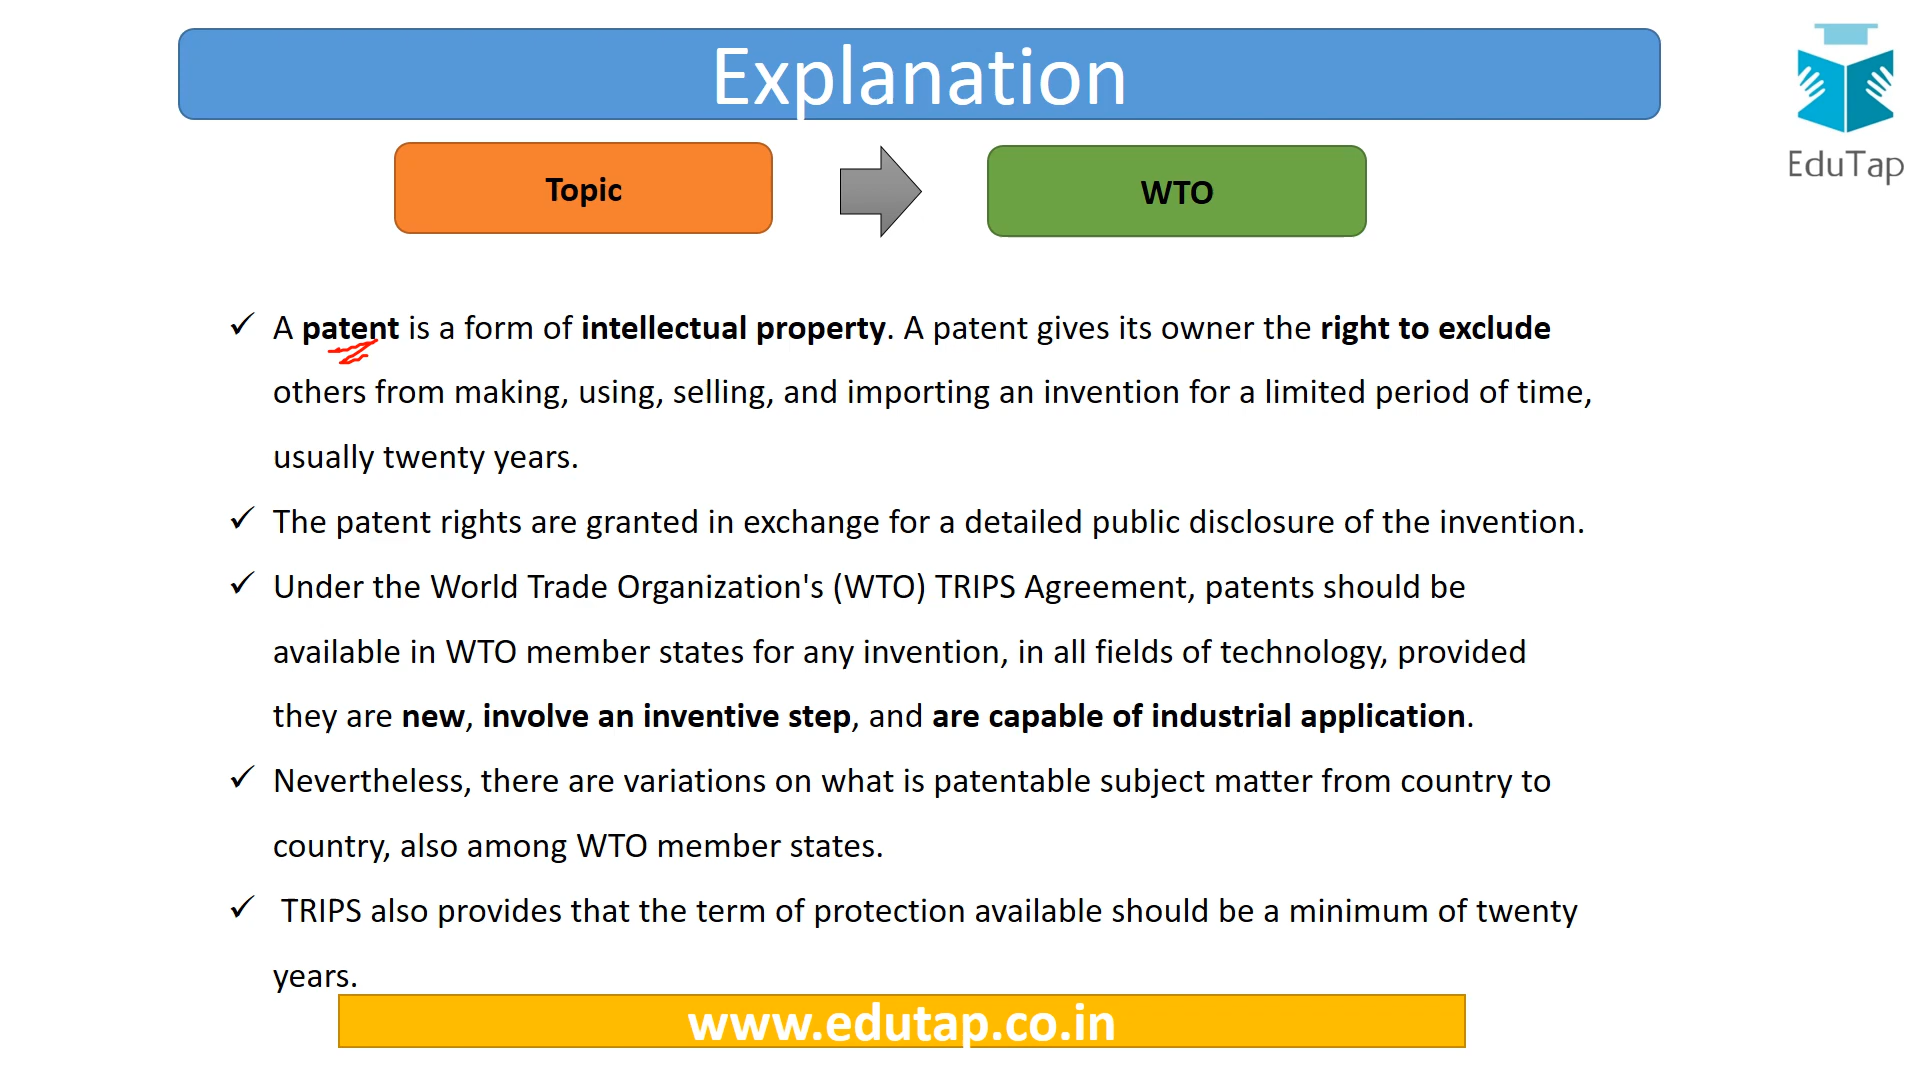 Explanation
EduTap
Topic
WTO
✓ A patent is a form of intellectual property. A patent gives its owner the right to exclude
others from making, using, selling, and importing an invention for a limited period of time,
usually twenty years.
✓ The patent rights are granted in exchange for a detailed public disclosure of the invention.
✓ Under the World Trade Organization's (WTO) TRIPS Agreement, patents should be
available in WTO member states for any invention, in all fields of technology, provided
they are new, involve an inventive step, and are capable of industrial application.
✓ Nevertheless, there are variations on what is patentable subject matter from country to
country, also among WTO member states.
✓ TRIPS also provides that the term of protection available should be a minimum of twenty
years.
www.edutap.co.in